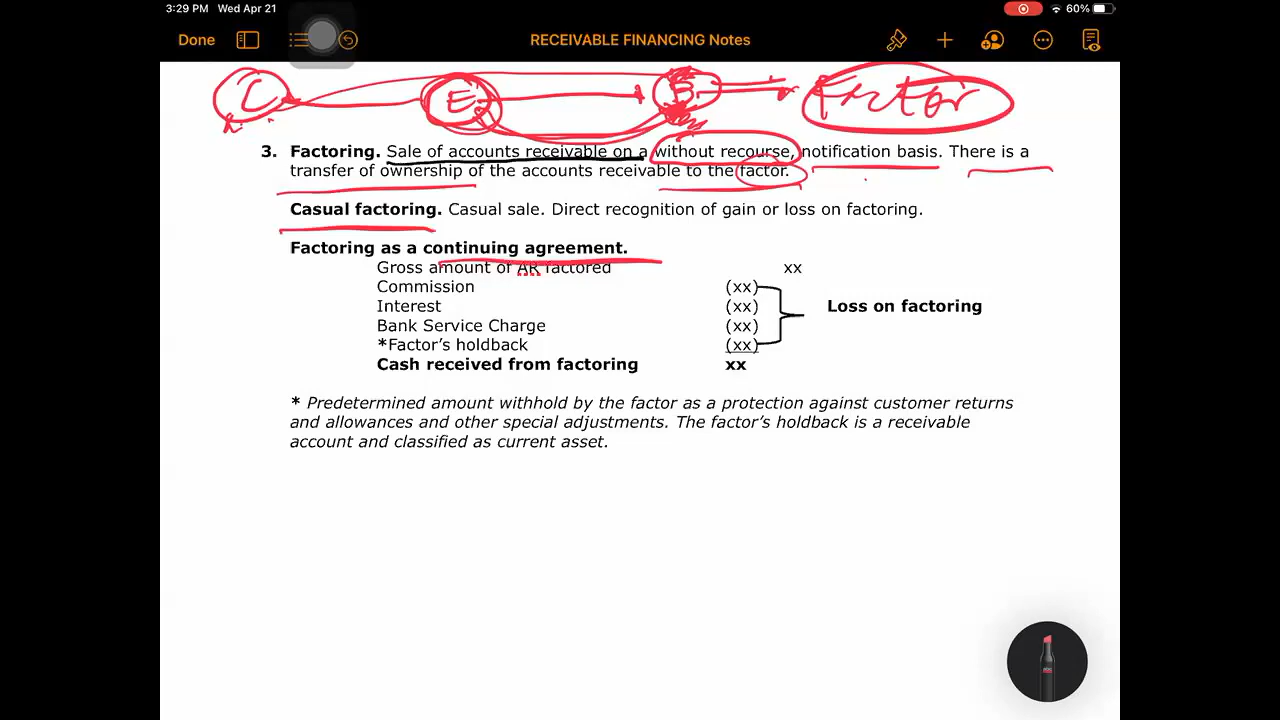 3:29 PM Wed Apr 21
60%
Done
RECEIVABLE FINANCING Notes
C E B Factor
3. Factoring. Sale of accounts receivable on a without recourse, notification basis. There is a
transfer of ownership of the accounts receivable to the factor.
Casual factoring. Casual sale. Direct recognition of gain or loss on factoring.
Factoring as a continuing agreement.
Gross amount of AR factored xx
Commission (xx)
Interest (xx) Loss on factoring
Bank Service Charge (xx)
*Factor's holdback (xx)
Cash received from factoring xx
* Predetermined amount withhold by the factor as a protection against customer returns
and allowances and other special adjustments. The factor's holdback is a receivable
account and classified as current asset.